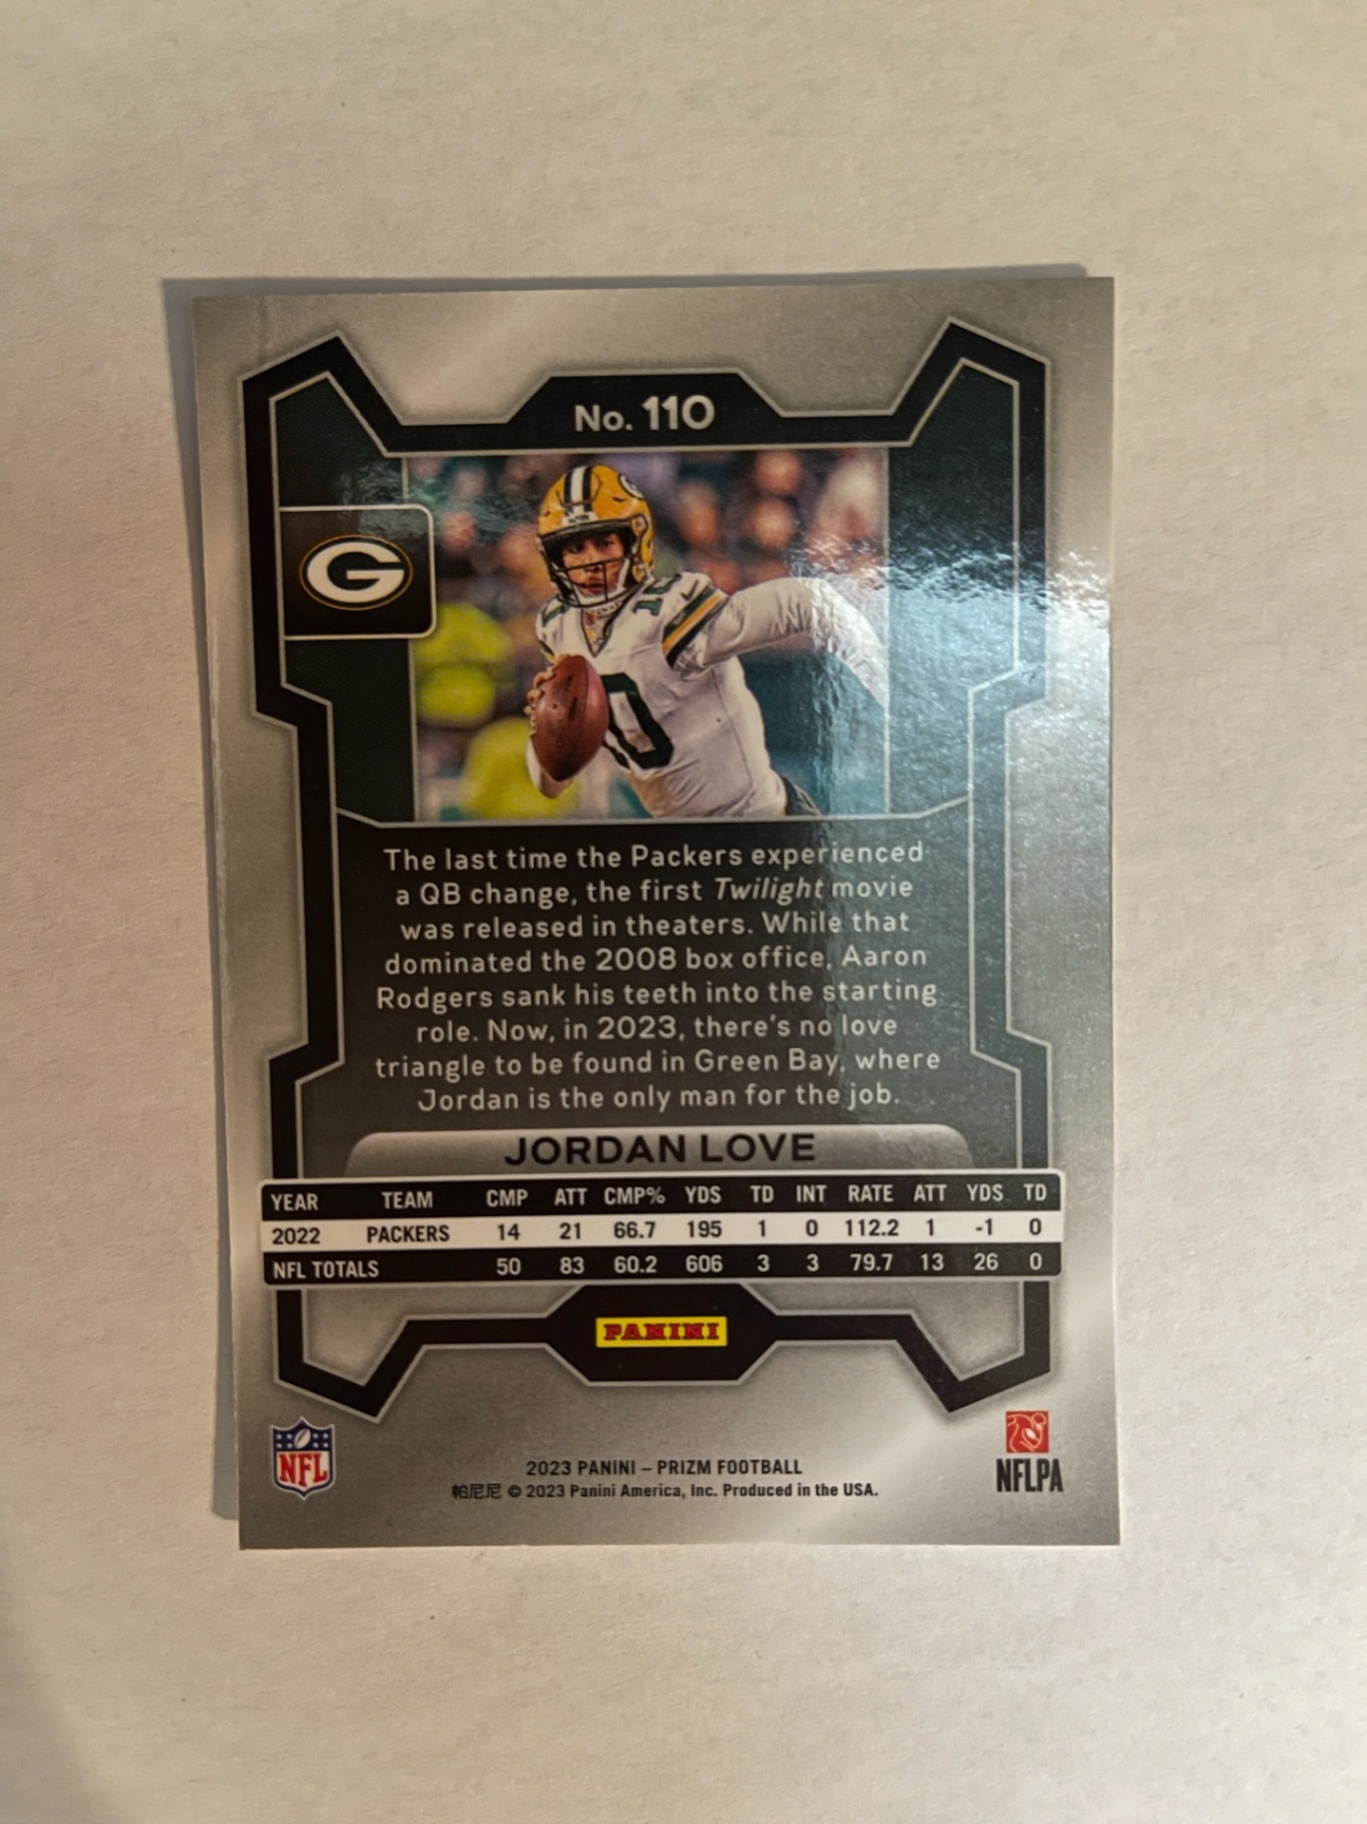 No. 110
G
10
10
The last time the Packers experienced
a QB change, the first Twilight movie
was released in theaters. While that
dominated the 2008 box office, Aaron
Rodgers sank his teeth into the starting
role. Now, in 2023, there's no love
triangle to be found in Green Bay, where
Jordan is the only man for the job.
JORDAN LOVE
YEAR TEAM CMP ATT CMP% YDS TD INT RATE ATT YDS TD
2022 PACKERS 14 21 66.7 195 1 0 112.2 1 -1 0
NFL TOTALS 50 83 60.2 606 3 3 79.7 13 26 0
PANINI
NFL
2023 PANINI – PRIZM FOOTBALL
帕尼尼 © 2023 Panini America, Inc. Produced in the USA.
NFLPA